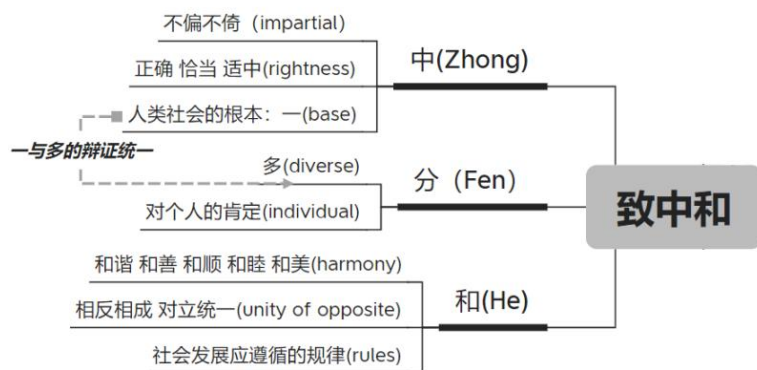 不偏不倚（impartial）
中(Zhong)
正确 恰当 适中(rightness)
人类社会的根本：一(base)
一与多的辩证统一
多(diverse)
分（Fen）
对个人的肯定(individual)
致中和
和谐 和善 和顺 和睦 和美(harmony)
和(He)
相反相成 对立统一(unity of opposite)
社会发展应遵循的规律(rules)